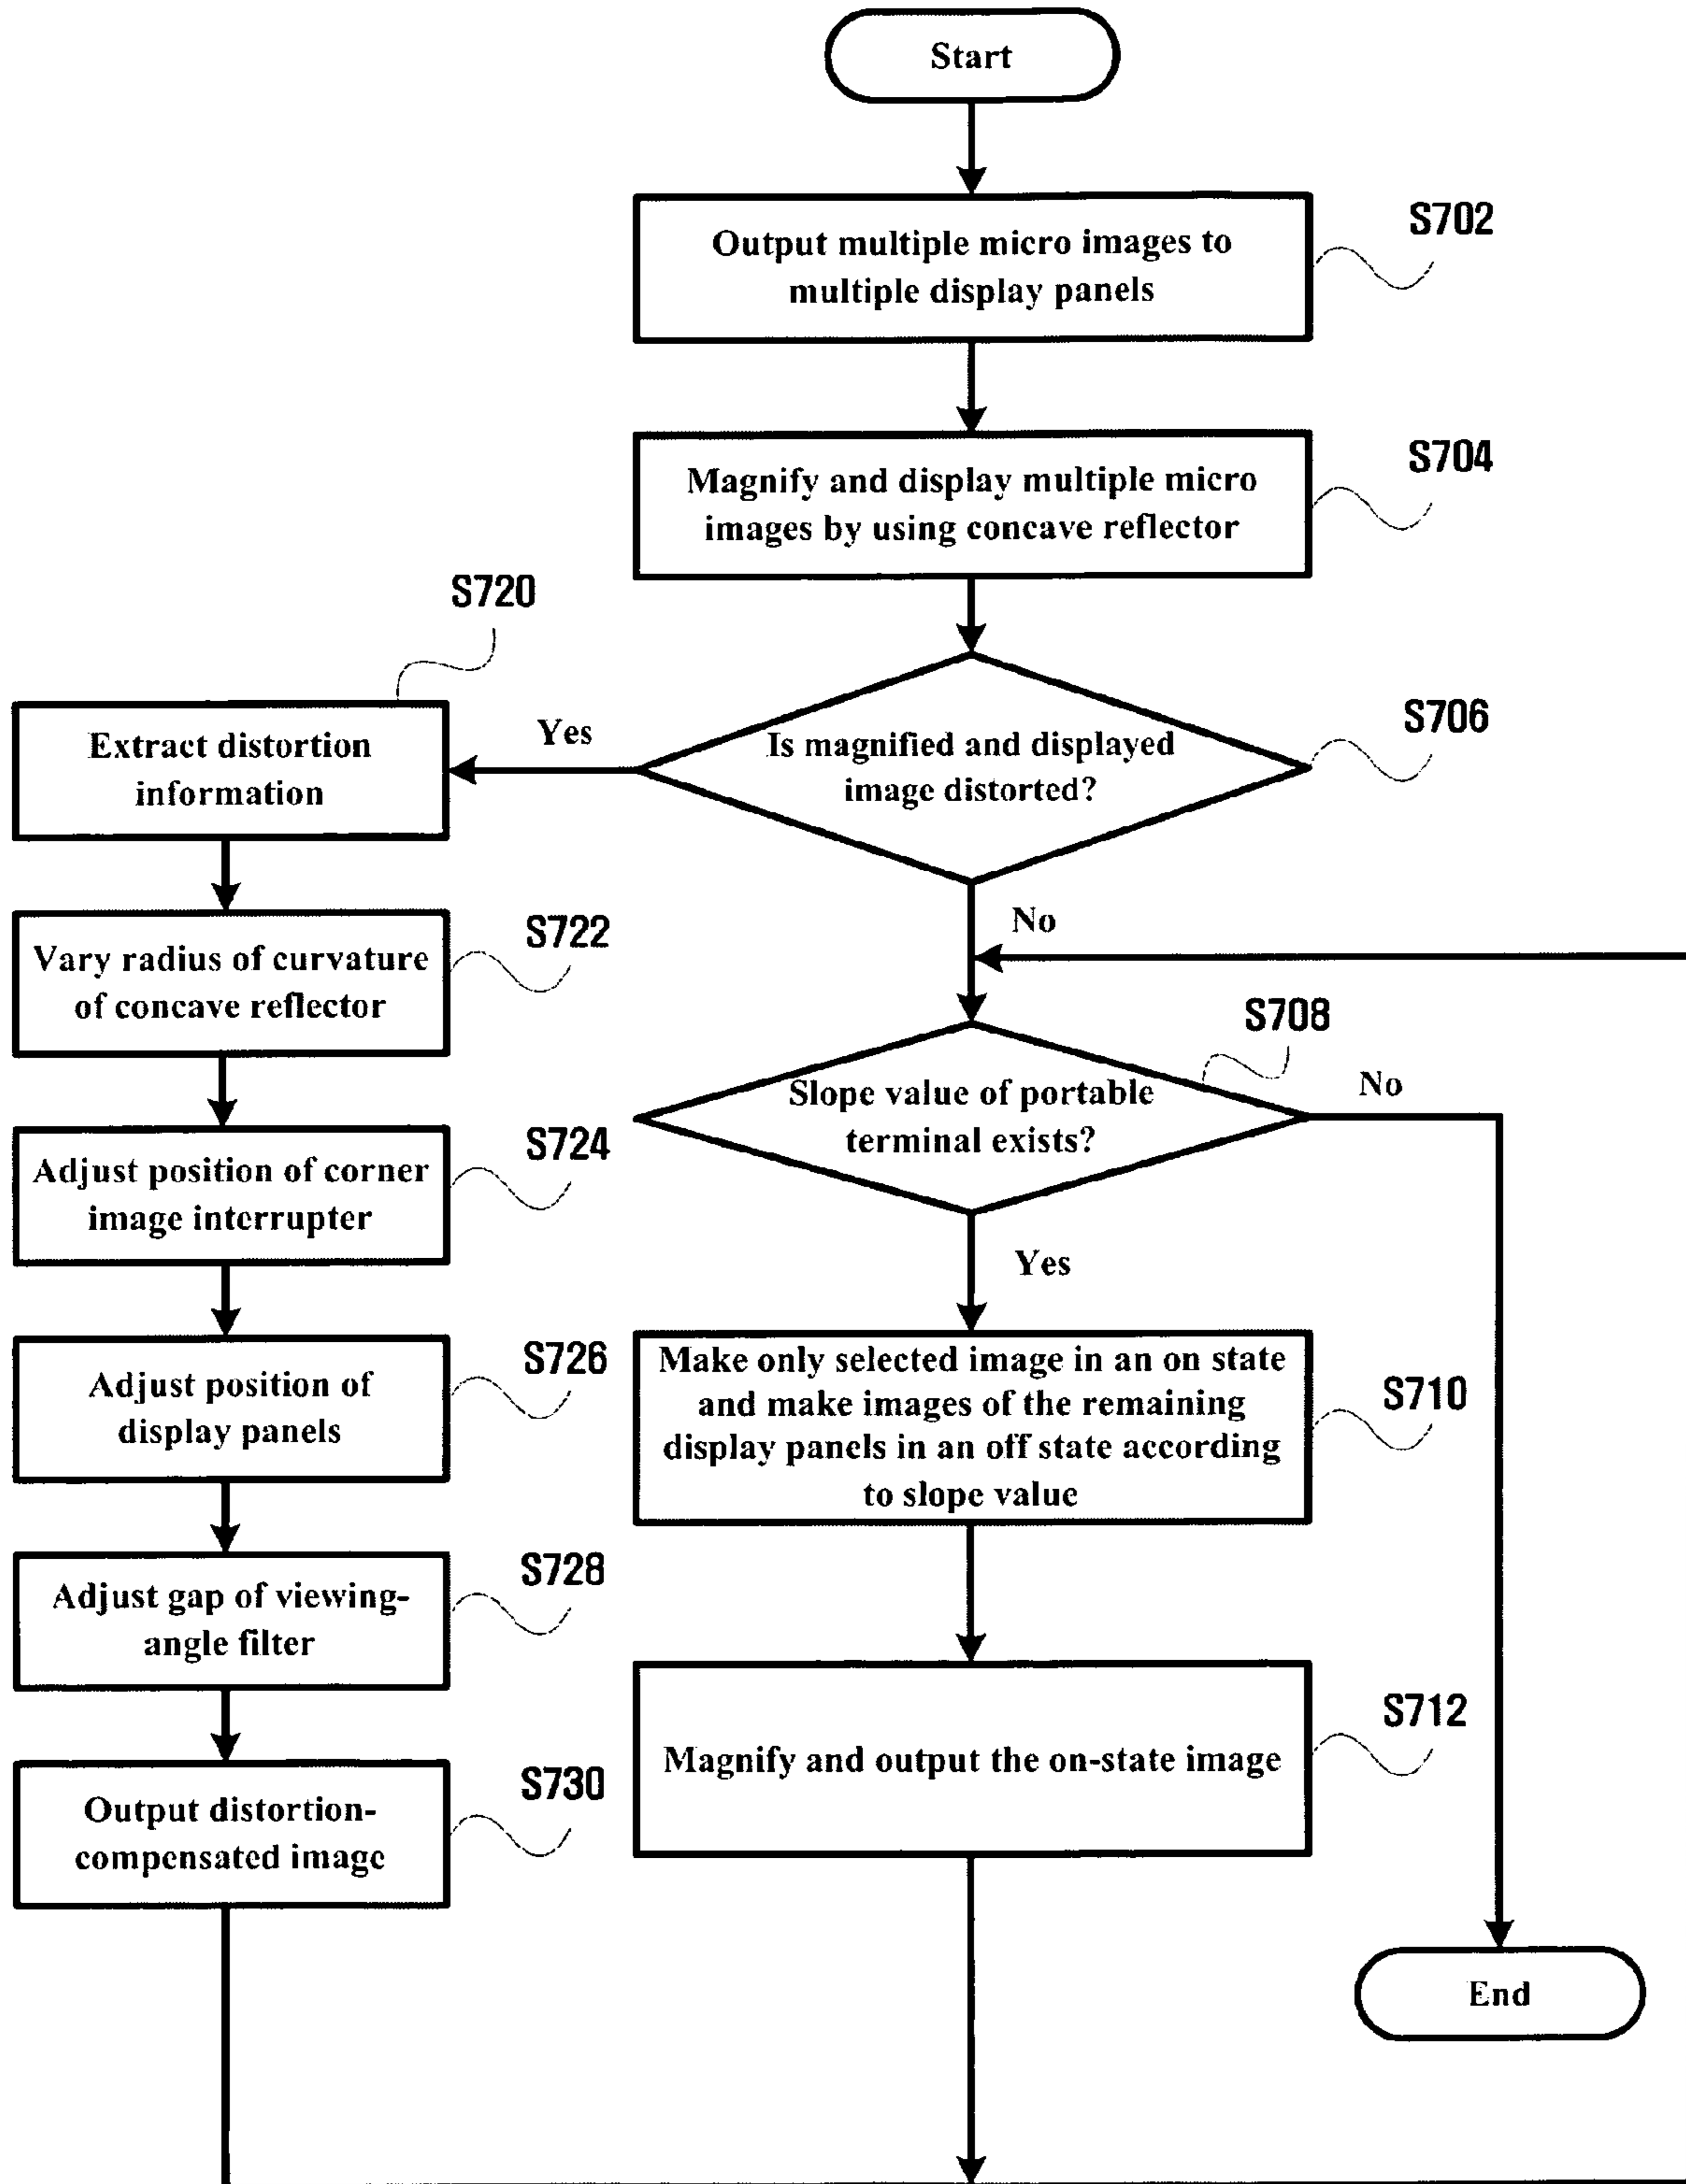 Start
Output multiple micro images to
multiple display panels
S702
Magnify and display multiple micro
images by using concave reflector
S704
Is magnified and displayed
image distorted?
S706
Yes
No
S720
Extract distortion
information
S722
Vary radius of curvature
of concave reflector
S724
Adjust position of corner
image interrupter
S726
Adjust position of
display panels
S728
Adjust gap of viewing-
angle filter
S730
Output distortion-
compensated image
S708
Slope value of portable
terminal exists?
No
Yes
Make only selected image in an on state
and make images of the remaining
display panels in an off state according
to slope value
S710
Magnify and output the on-state image
S712
End